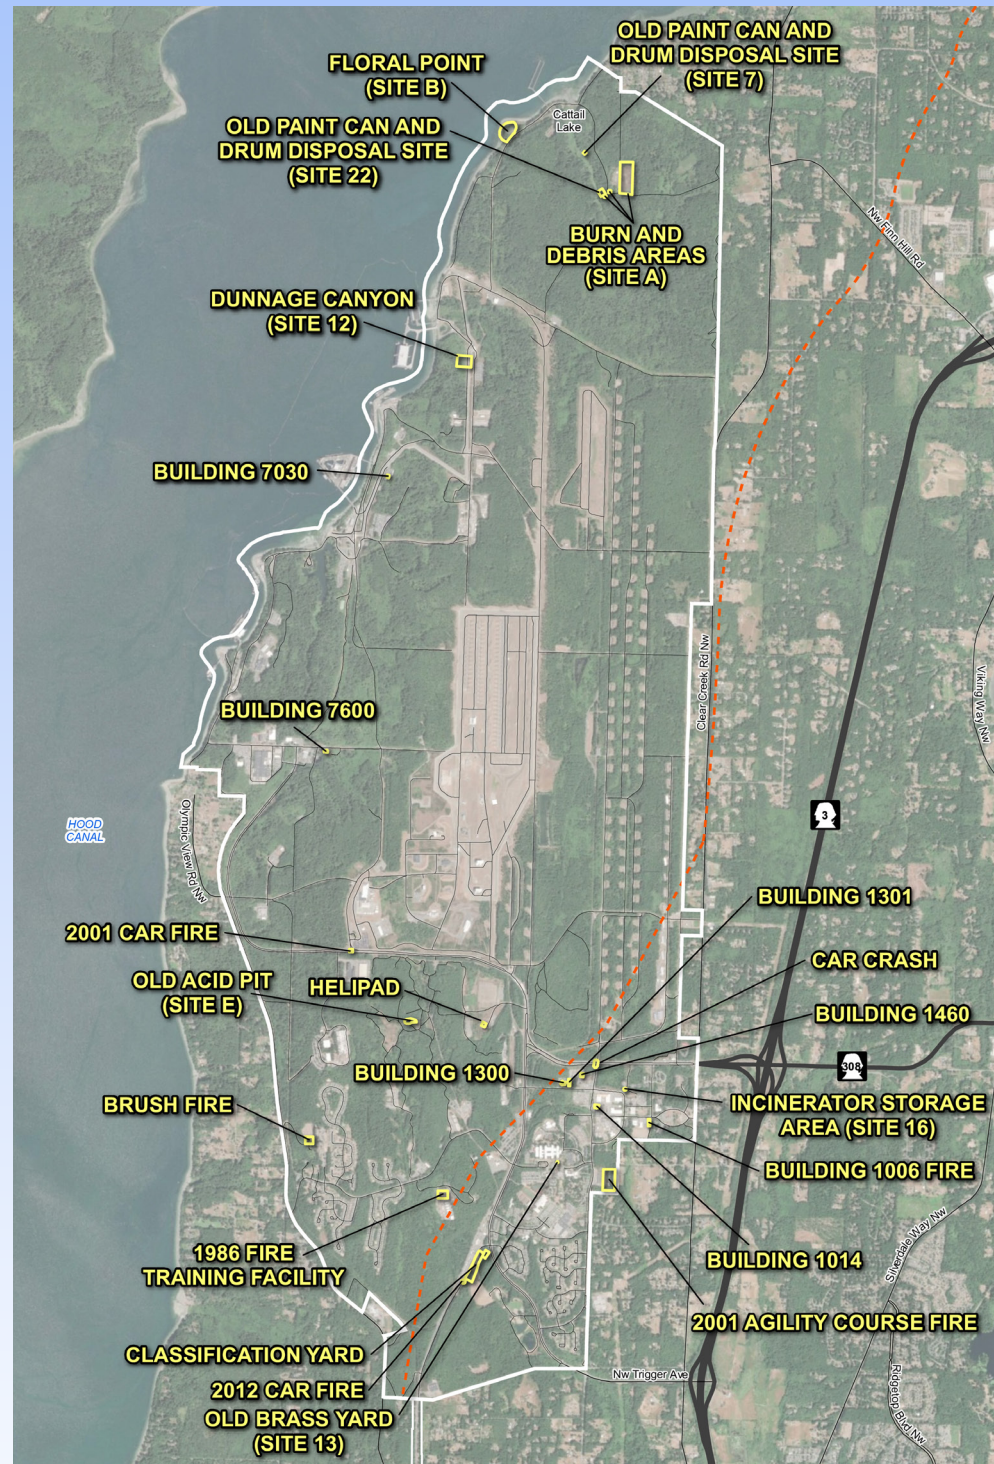 OLD PAINT CAN AND
DRUM DISPOSAL SITE
(SITE 7)
FLORAL POINT
(SITE B)
Cattail
Lake
OLD PAINT CAN AND
DRUM DISPOSAL SITE
(SITE 22)
Nw Finn Hill Rd
BURN AND
DEBRIS AREAS
(SITE A)
DUNNAGE CANYON
(SITE 12)
BUILDING 7030
Clear Creek Rd Nw
Viking Way Nw
BUILDING 7600
HOOD
CANAL
Olympic View Rd Nw
3
BUILDING 1301
2001 CAR FIRE
CAR CRASH
OLD ACID PIT
(SITE E)
HELIPAD
BUILDING 1460
BUILDING 1300
308
BRUSH FIRE
INCINERATOR STORAGE
AREA (SITE 16)
BUILDING 1006 FIRE
Silverdale Way Nw
1986 FIRE
TRAINING FACILITY
BUILDING 1014
2001 AGILITY COURSE FIRE
CLASSIFICATION YARD
Nw Trigger Ave
Ridgetop Blvd Nw
2012 CAR FIRE
OLD BRASS YARD
(SITE 13)